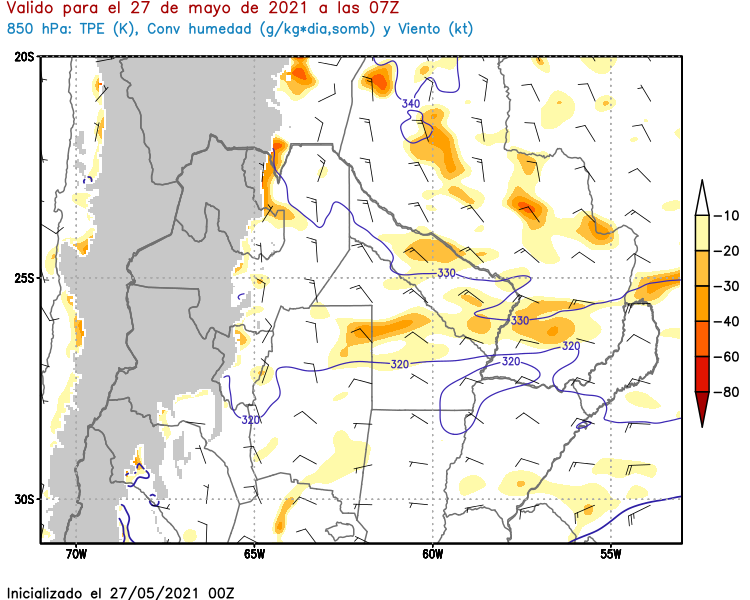 Valido para el 27 de mayo de 2021 a las 07Z
850 hPa: TPE (K), Conv humedad (g/kg*dia,somb) y Viento (kt)
20S
340
-10
-20
25S
330
-30
330
-40
320
320
320
-60
-80
320
30S
70W 65W 60W 55W
Inicializado el 27/05/2021 00Z